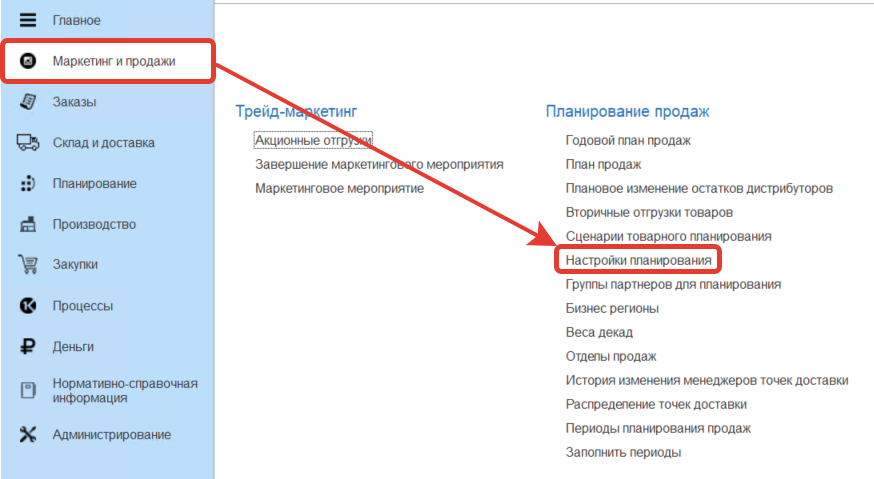 Главное
Маркетинг и продажи
Заказы
Склад и доставка
Планирование
Производство
Закупки
Процессы
Деньги
Нормативно-справочная
информация
Администрирование
Трейд-маркетинг
Акционные отгрузки
Завершение маркетингового мероприятия
Маркетинговое мероприятие
Планирование продаж
Годовой план продаж
План продаж
Плановое изменение остатков дистрибуторов
Вторичные отгрузки товаров
Сценарии товарного планирования
Настройки планирования
Группы партнеров для планирования
Бизнес регионы
Веса декад
Отделы продаж
История изменения менеджеров точек доставки
Распределение точек доставки
Периоды планирования продаж
Заполнить периоды